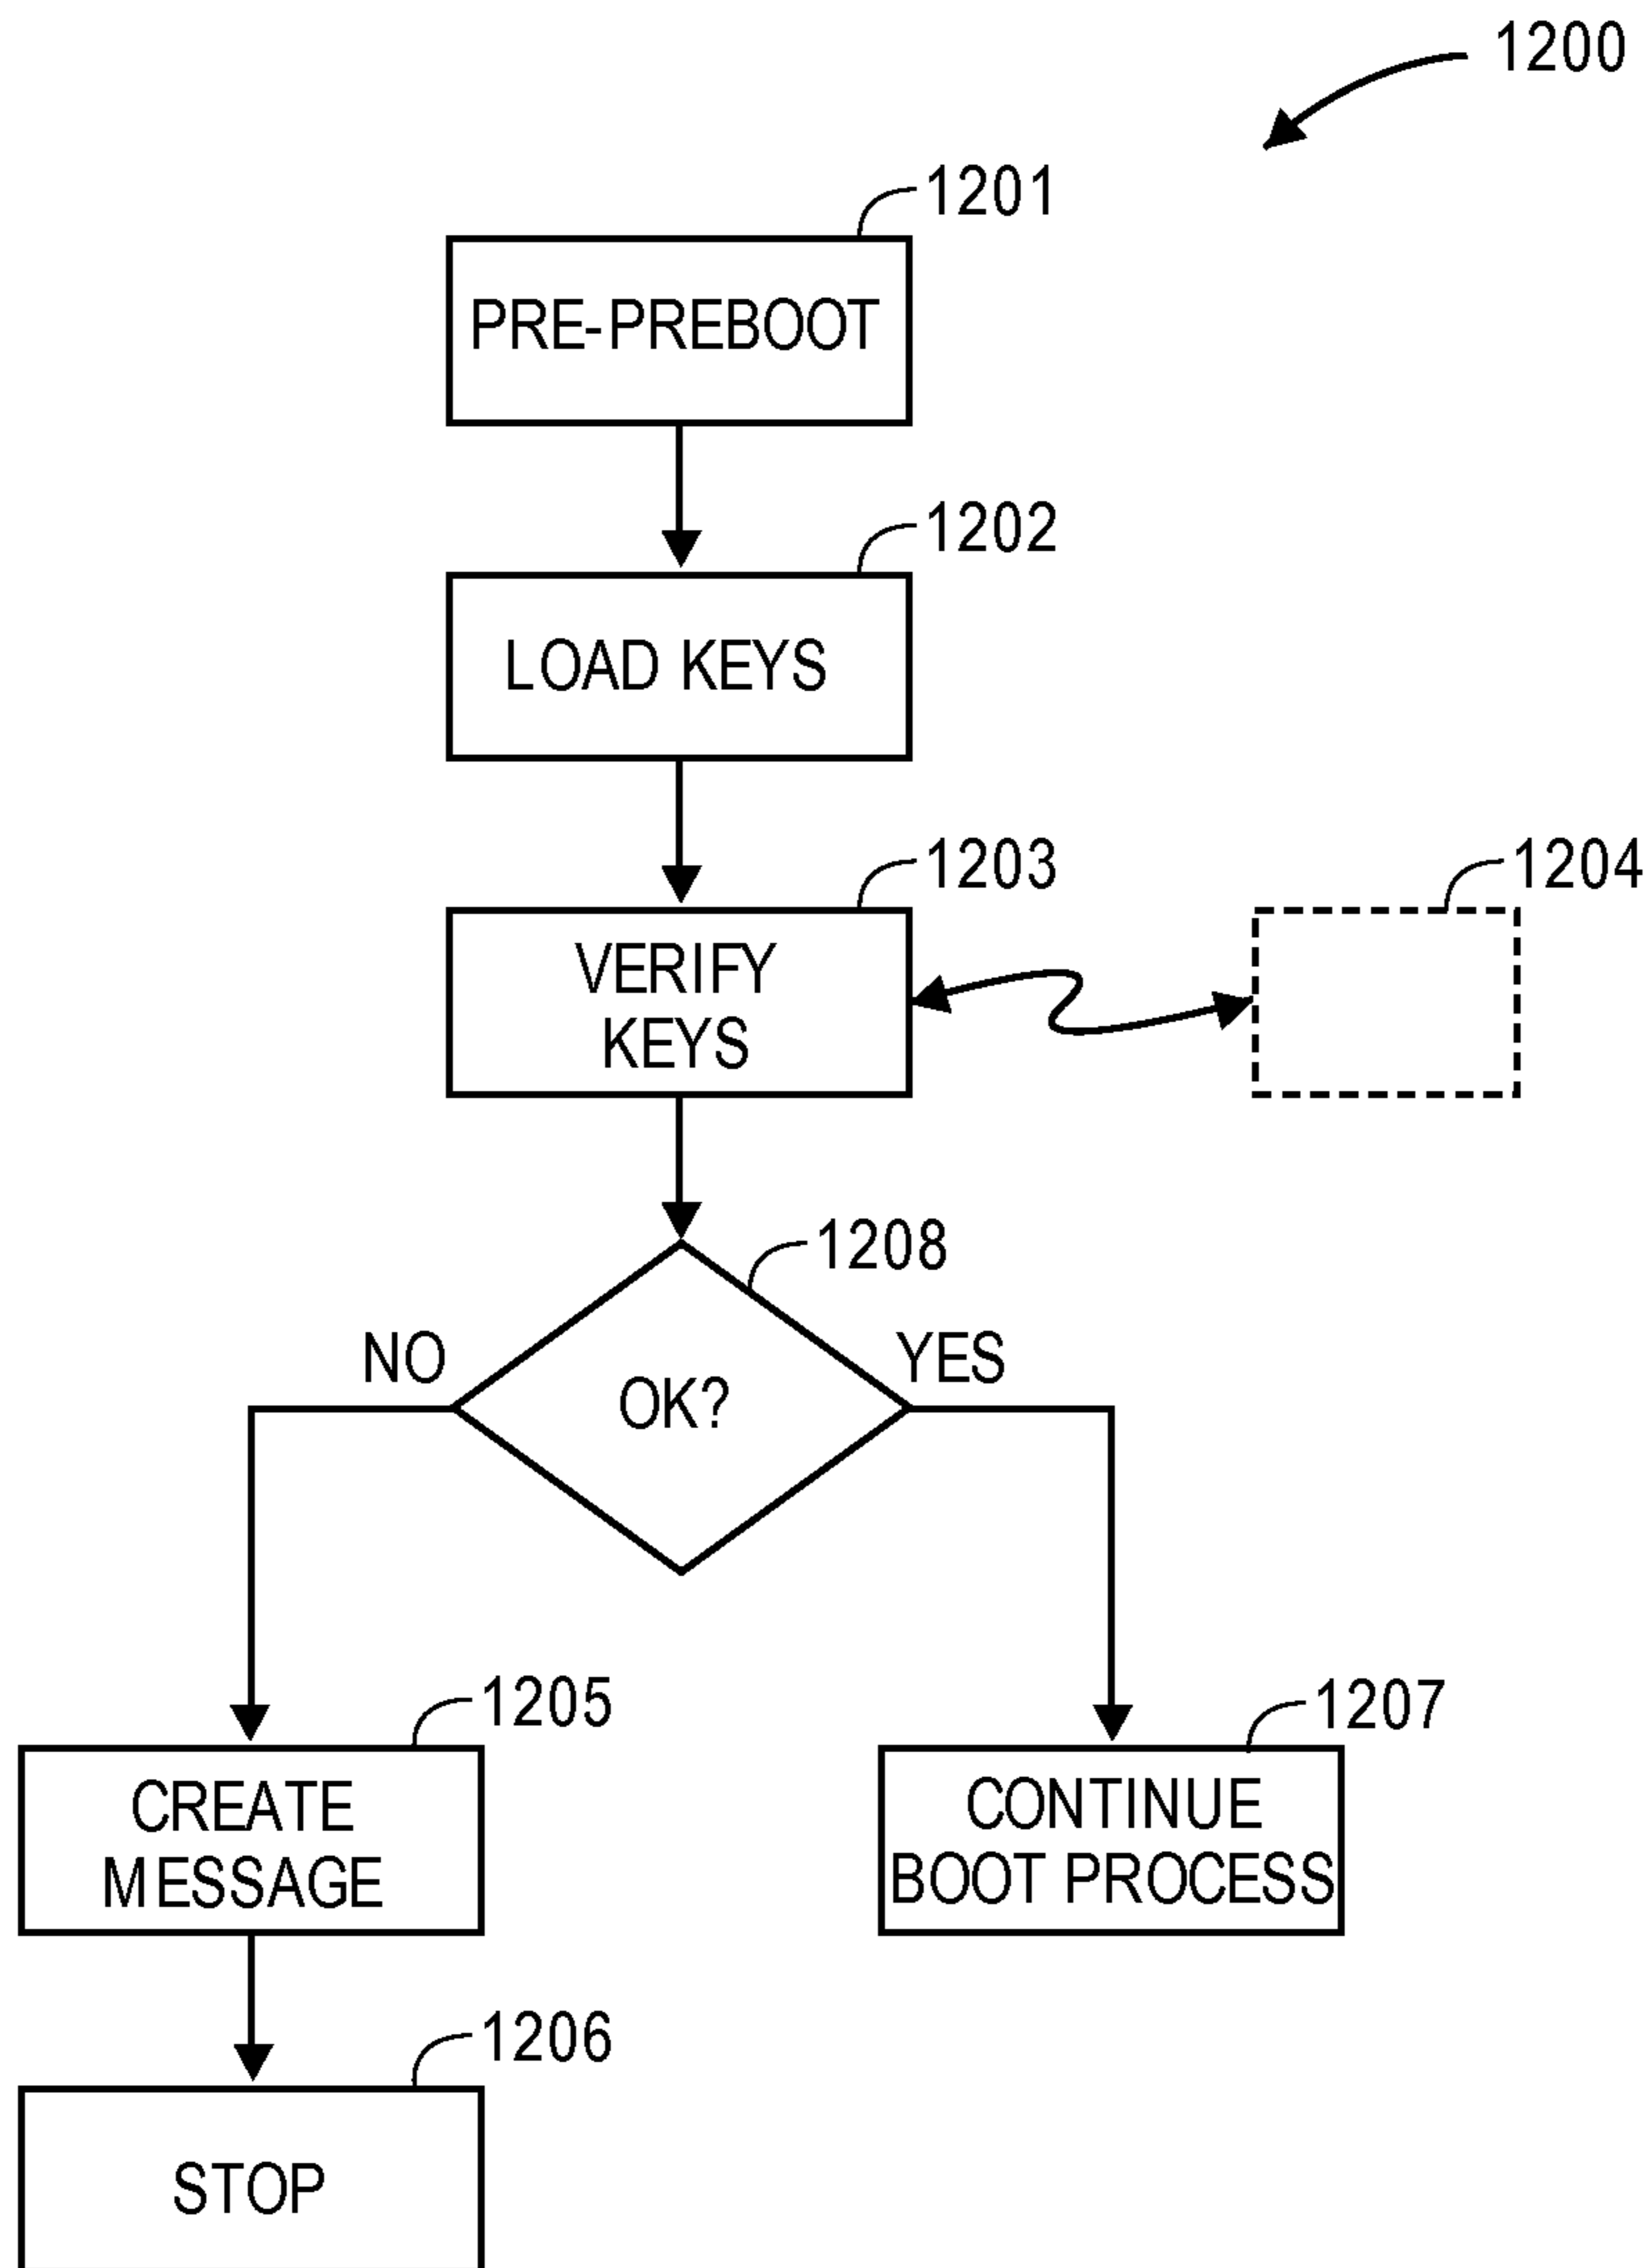 1200
1201
PRE-PREBOOT
1202
LOAD KEYS
1203
1204
VERIFY
KEYS
1208
NO
YES
OK?
1205
1207
CREATE
MESSAGE
CONTINUE
BOOT PROCESS
1206
STOP